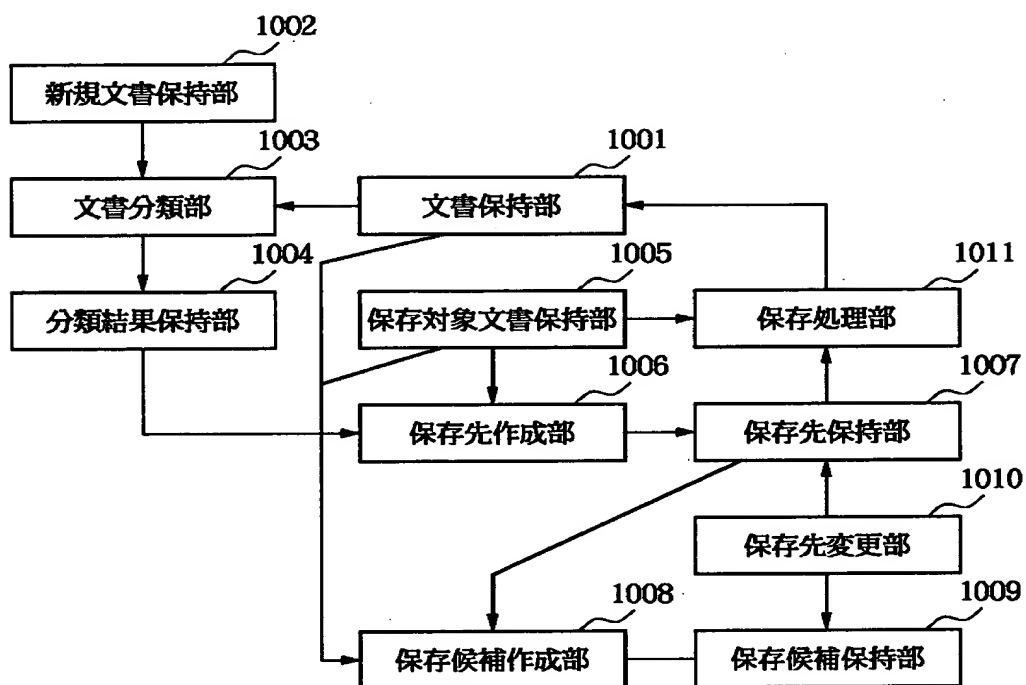 1002
新規文書保持部
1003
文書分類部
1001
文書保持部
1004
分類結果保持部
1005
保存対象文書保持部
1011
保存処理部
1006
保存先作成部
1007
保存先保持部
1010
保存先変更部
1008
保存候補作成部
1009
保存候補保持部